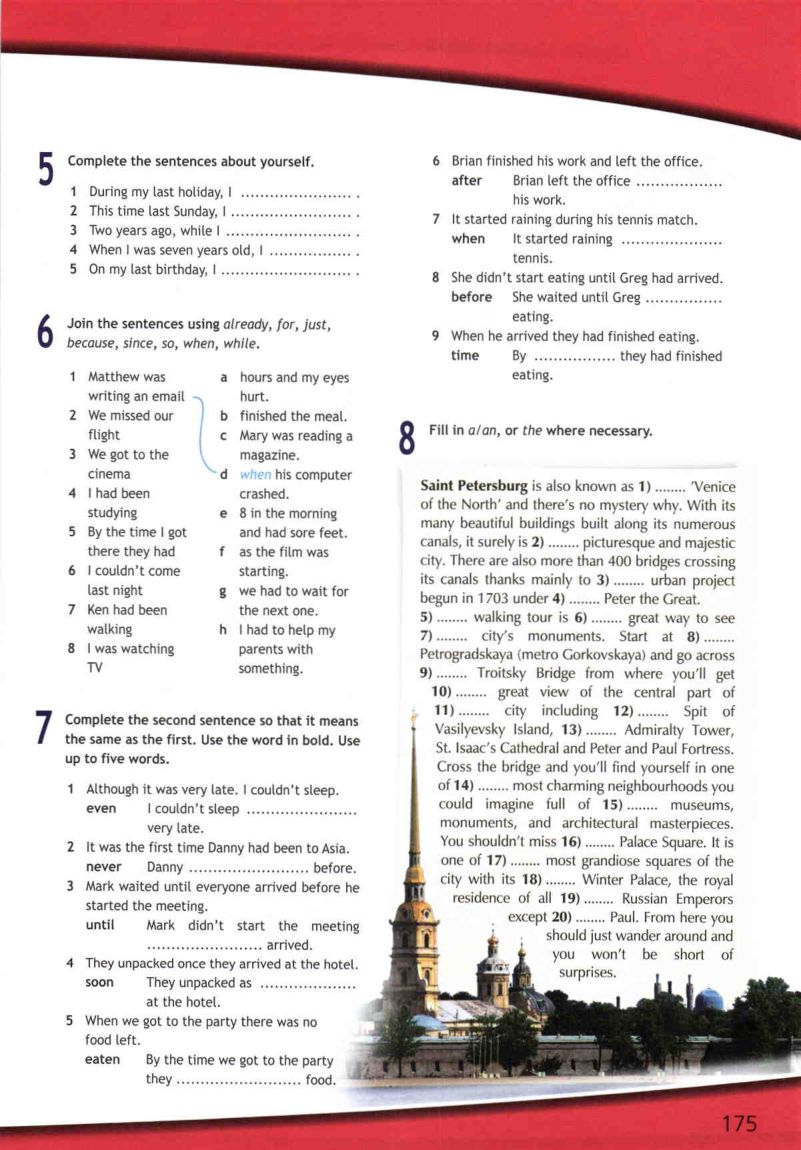 5 Complete the sentences about yourself.
1 During my last holiday, I ....................... .
2 This time last Sunday, I ......................... .
3 Two years ago, while I .......................... .
4 When I was seven years old, I ................. .
5 On my last birthday, I ........................... .
6 Join the sentences using already, for, just,
because, since, so, when, while.
1 Matthew was
writing an email
2 We missed our
flight
3 We got to the
cinema
4 I had been
studying
5 By the time I got
there they had
6 I couldn't come
last night
7 Ken had been
walking
8 I was watching
TV
a hours and my eyes
hurt.
b finished the meal.
c Mary was reading a
magazine.
d when his computer
crashed.
e 8 in the morning
and had sore feet.
f as the film was
starting.
g we had to wait for
the next one.
h I had to help my
parents with
something.
7 Complete the second sentence so that it means
the same as the first. Use the word in bold. Use
up to five words.
1 Although it was very late. I couldn't sleep.
even I couldn't sleep .......................
very late.
2 It was the first time Danny had been to Asia.
never Danny ......................... before.
3 Mark waited until everyone arrived before he
started the meeting.
until Mark didn't start the meeting
........................ arrived.
4 They unpacked once they arrived at the hotel.
soon They unpacked as ....................
at the hotel.
5 When we got to the party there was no
food left.
eaten By the time we got to the party
they .......................... food.
6 Brian finished his work and left the office.
after Brian left the office ..................
his work.
7 It started raining during his tennis match.
when It started raining .....................
tennis.
8 She didn't start eating until Greg had arrived.
before She waited until Greg ................
eating.
9 When he arrived they had finished eating.
time By ................. they had finished
eating.
8 Fill in a/an, or the where necessary.
Saint Petersburg is also known as 1) ........ 'Venice
of the North' and there's no mystery why. With its
many beautiful buildings built along its numerous
canals, it surely is 2) ........ picturesque and majestic
city. There are also more than 400 bridges crossing
its canals thanks mainly to 3) ........ urban project
begun in 1703 under 4) ........ Peter the Great.
5) ........ walking tour is 6) ........ great way to see
7) ........ city's monuments. Start at 8) ........
Petrogradskaya (metro Gorkovskaya) and go across
9) ........ Troitsky Bridge from where you'll get
10) ........ great view of the central part of
11) ........ city including 12) ........ Spit of
Vasilyevsky Island, 13) ........ Admiralty Tower,
St. Isaac's Cathedral and Peter and Paul Fortress.
Cross the bridge and you'll find yourself in one
of 14) ........ most charming neighbourhoods you
could imagine full of 15) ........ museums,
monuments, and architectural masterpieces.
You shouldn't miss 16) ........ Palace Square. It is
one of 17) ........ most grandiose squares of the
city with its 18) ........ Winter Palace, the royal
residence of all 19) ........ Russian Emperors
except 20) ........ Paul. From here you
should just wander around and
you won't be short of
surprises.
175